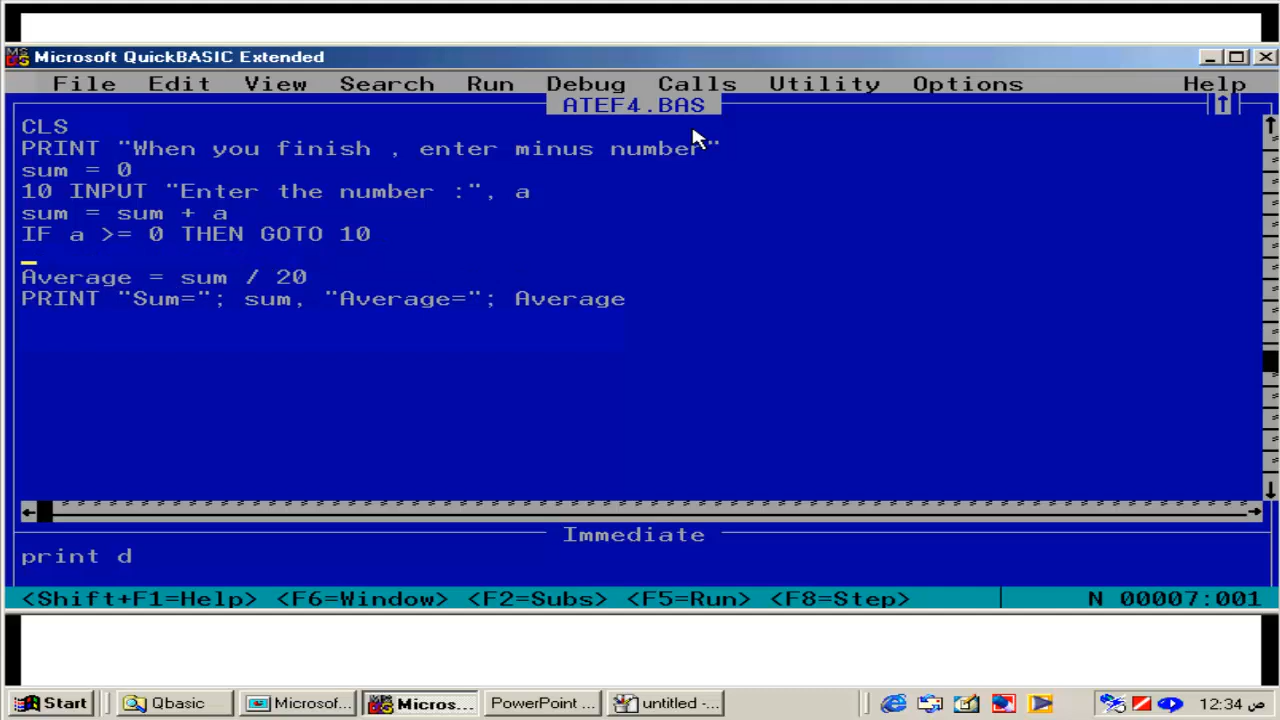 Microsoft QuickBASIC Extended
File Edit View Search Run Debug Calls Utility Options Help
ATEF4.BAS
CLS
PRINT "When you finish , enter minus number"
sum = 0
10 INPUT "Enter the number :", a
sum = sum + a
IF a >= 0 THEN GOTO 10
Average = sum / 20
PRINT "Sum="; sum, "Average="; Average
Immediate
print d
<Shift+F1=Help> <F6=Window> <F2=Subs> <F5=Run> <F8=Step> N 00007:001
Start Qbasic Misosof... Micros... PowerPoint ... untitled -... 12:34 ص